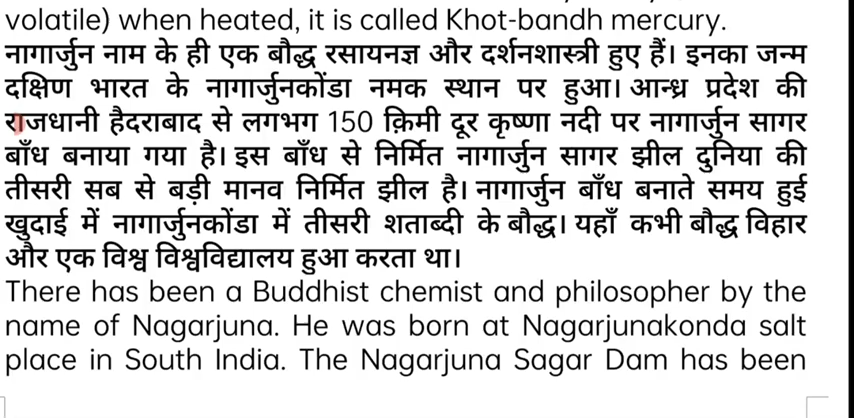 volatile) when heated, it is called Khot-bandh mercury.
नागार्जुन नाम के ही एक बौद्ध रसायनज्ञ और दर्शनशास्त्री हुए हैं। इनका जन्म
दक्षिण भारत के नागार्जुनकोंडा नमक स्थान पर हुआ। आन्ध्र प्रदेश की
राजधानी हैदराबाद से लगभग 150 क़िमी दूर कृष्णा नदी पर नागार्जुन सागर
बाँध बनाया गया है। इस बाँध से निर्मित नागार्जुन सागर झील दुनिया की
तीसरी सब से बड़ी मानव निर्मित झील है। नागार्जुन बाँध बनाते समय हुई
खुदाई में नागार्जुनकोंडा में तीसरी शताब्दी के बौद्ध। यहाँ कभी बौद्ध विहार
और एक विश्व विश्वविद्यालय हुआ करता था।
There has been a Buddhist chemist and philosopher by the
name of Nagarjuna. He was born at Nagarjunakonda salt
place in South India. The Nagarjuna Sagar Dam has been